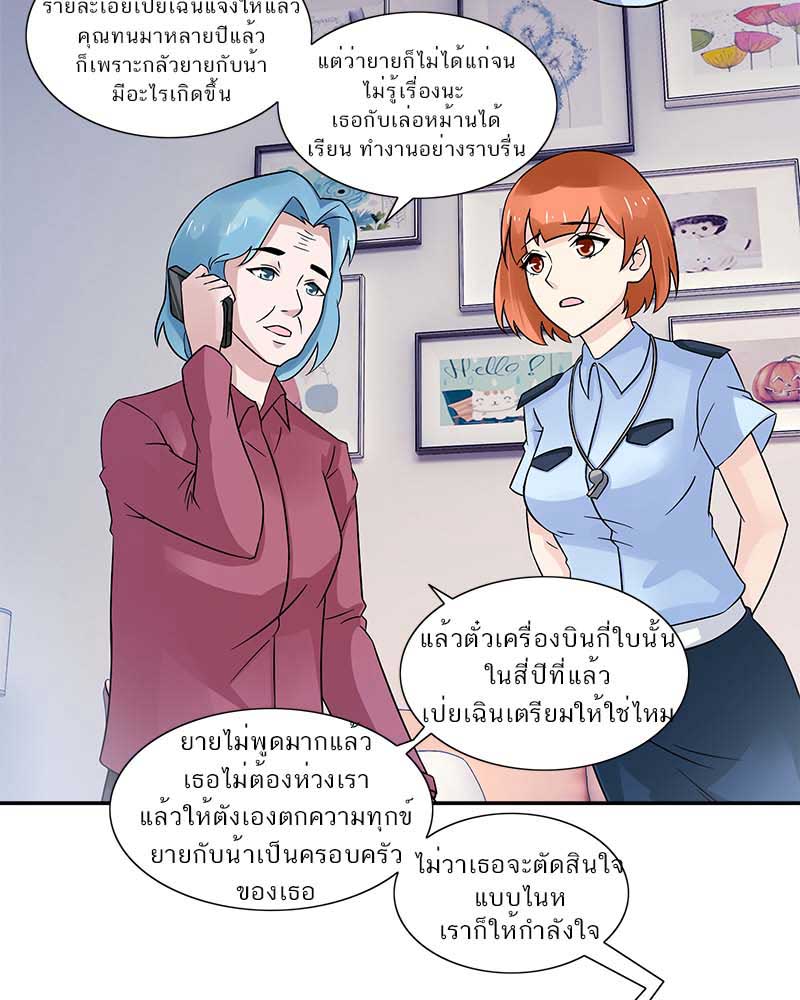 รายละเอียดเป่ยเฉินแจ้งให้แล้ว
คุณทนมาหลายปีแล้ว
ก็เพราะกลัวยายกับน้า
มีอะไรเกิดขึ้น
แต่ว่ายายก็ไม่ได้แก่จน
ไม่รู้เรื่องนะ
เธอกับเล่อหม้านได้
เรียน ทำงานอย่างราบรื่น
Hello?
แล้วตั๋วเครื่องบินกี่ใบนั้น
ในสี่ปีที่แล้ว
เป่ยเฉินเตรียมให้ใช่ไหม
ยายไม่พูดมากแล้ว
เธอไม่ต้องห่วงเรา
แล้วให้ตังเองตกความทุกข์
ยายกับน้าเป็นครอบครัว
ของเธอ
ไม่วาเธอจะตัดสินใจ
แบบไนห
เราก็ให้กำลังใจ